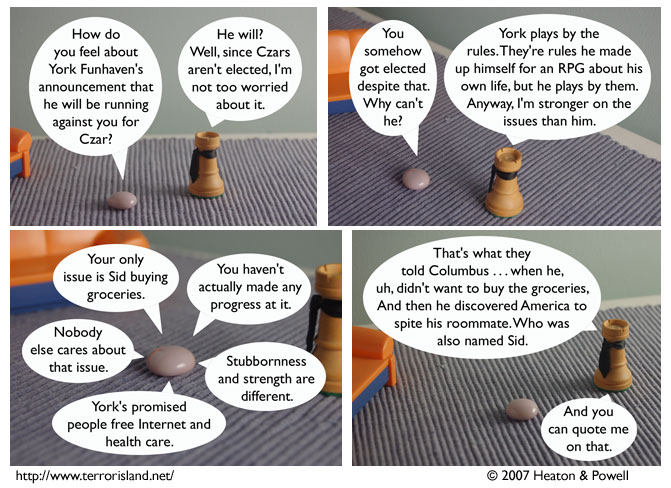 How do
you feel about
York Funhaven's
announcement that
he will be running
against you for
Czar?
He will?
Well, since Czars
aren't elected, I'm
not too worried
about it.
You
somehow
got elected
despite that.
Why can't
he?
York plays by the
rules. They're rules he made
up himself for an RPG about his
own life, but he plays by them.
Anyway, I'm stronger on the
issues than him.
Your only
issue is Sid buying
groceries.
You haven't
actually made any
progress at it.
Nobody
else cares about
that issue.
Stubbornness
and strength are
different.
York's promised
people free Internet and
health care.
That's what they
told Columbus . . . when he,
uh, didn't want to buy the groceries,
And then he discovered America to
spite his roommate. Who was
also named Sid.
And you
can quote me
on that.
http://www.terrorisland.net/
© 2007 Heaton & Powell